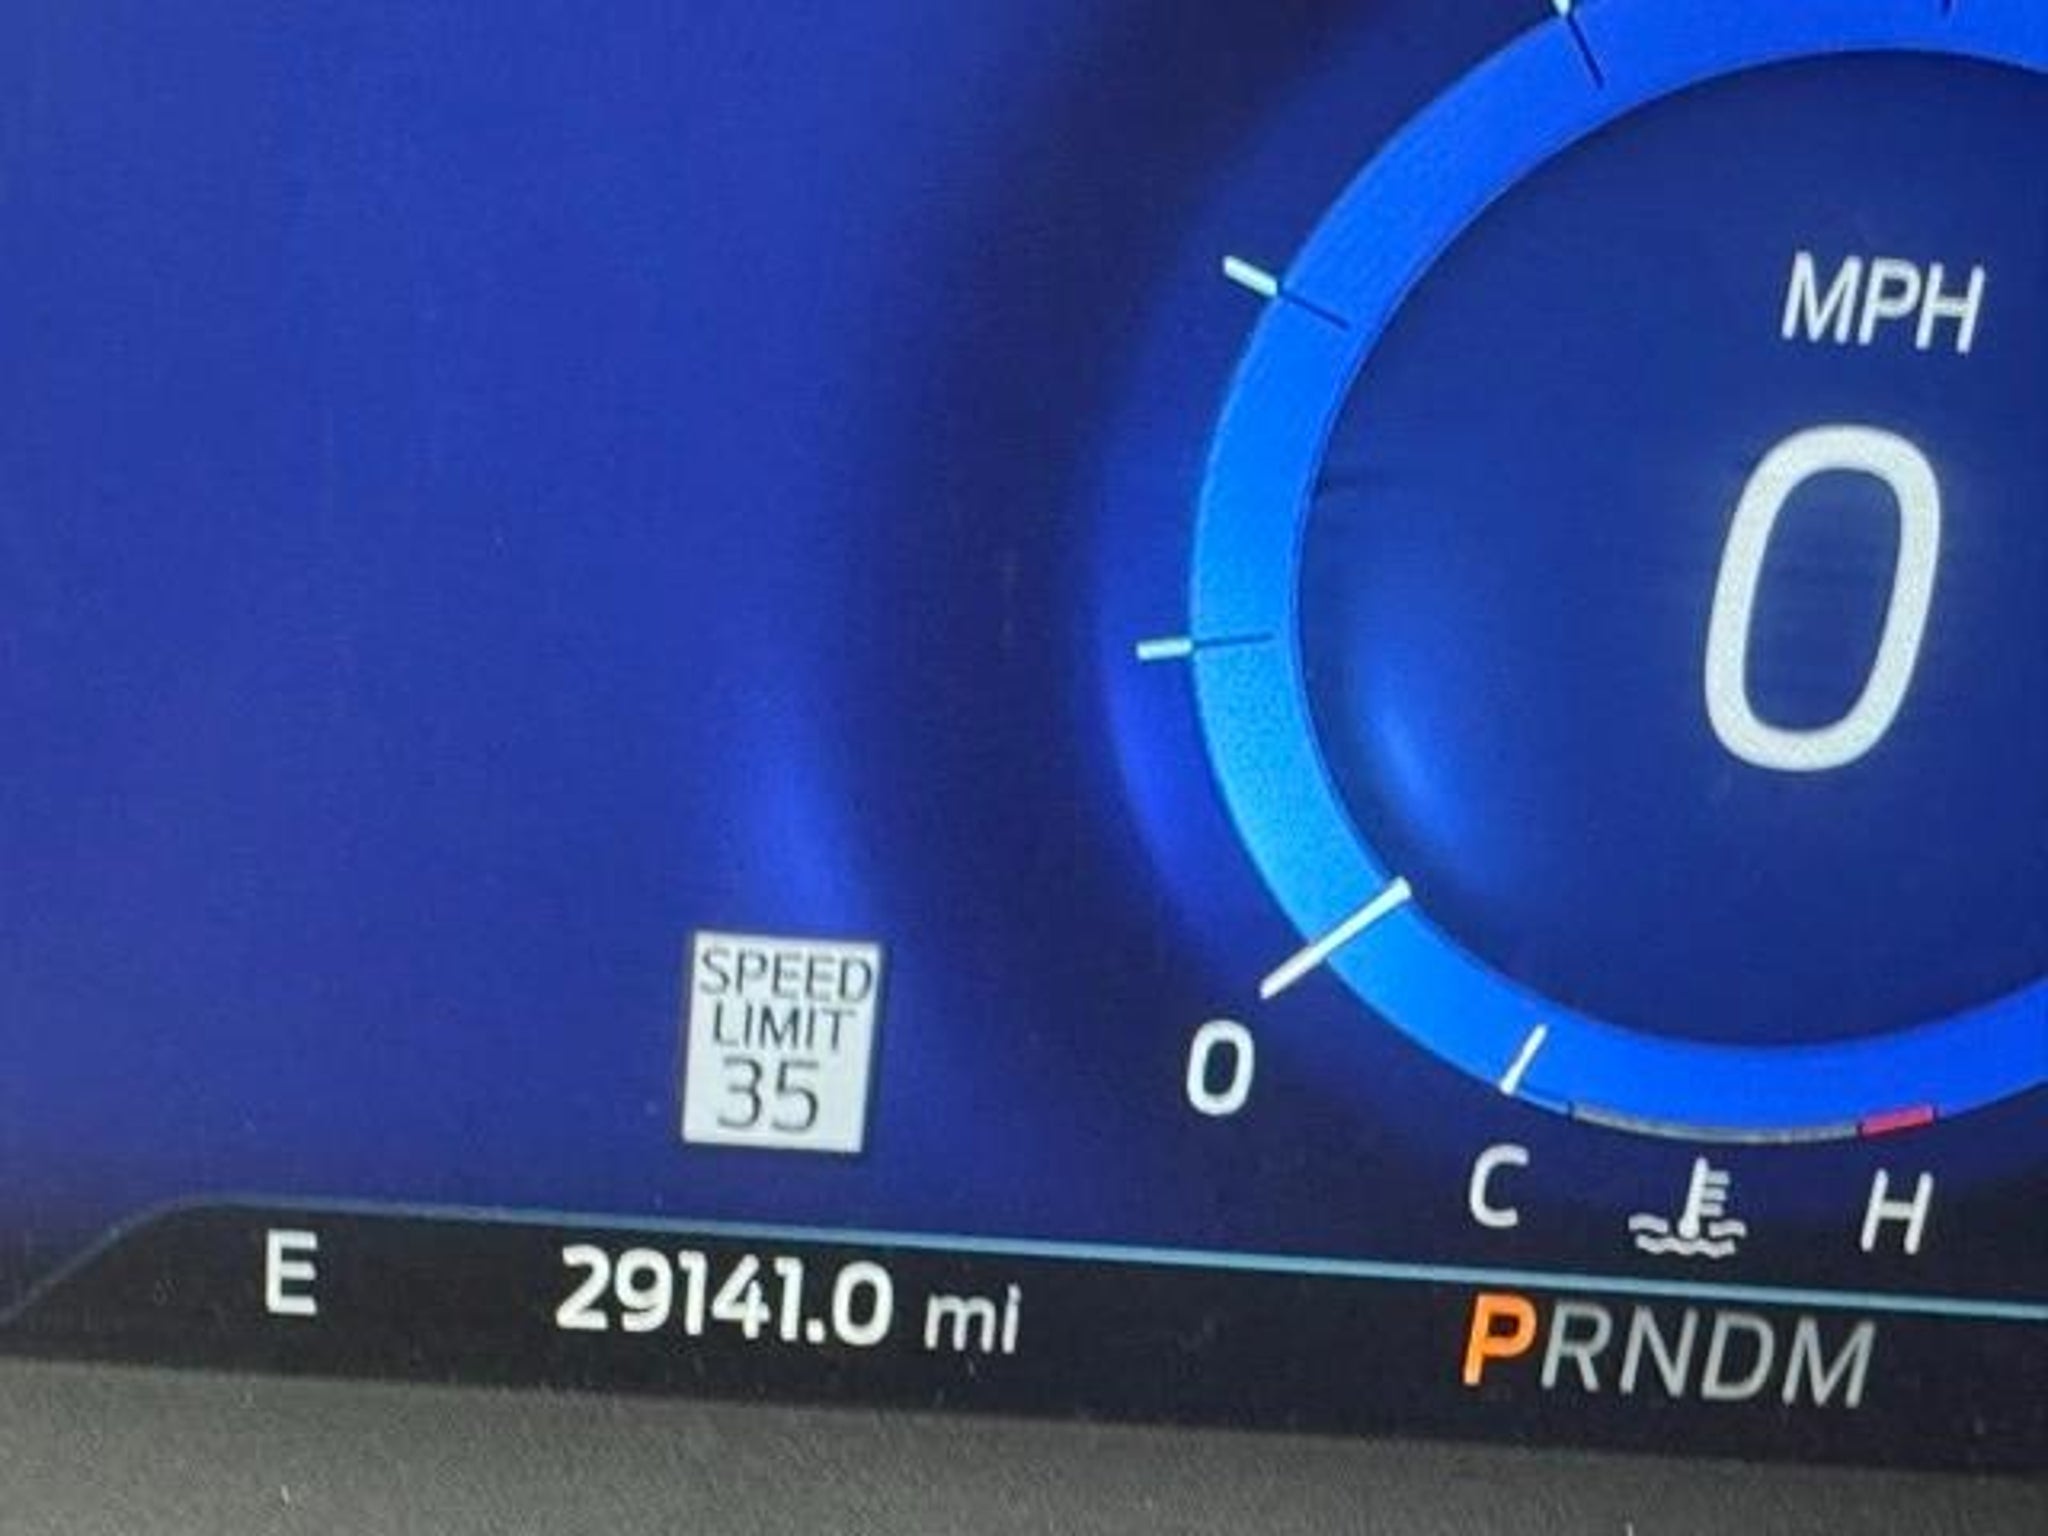 MPH
0
SPEED
LIMIT
35
0
C H
E 29141.0 mi PRNDM